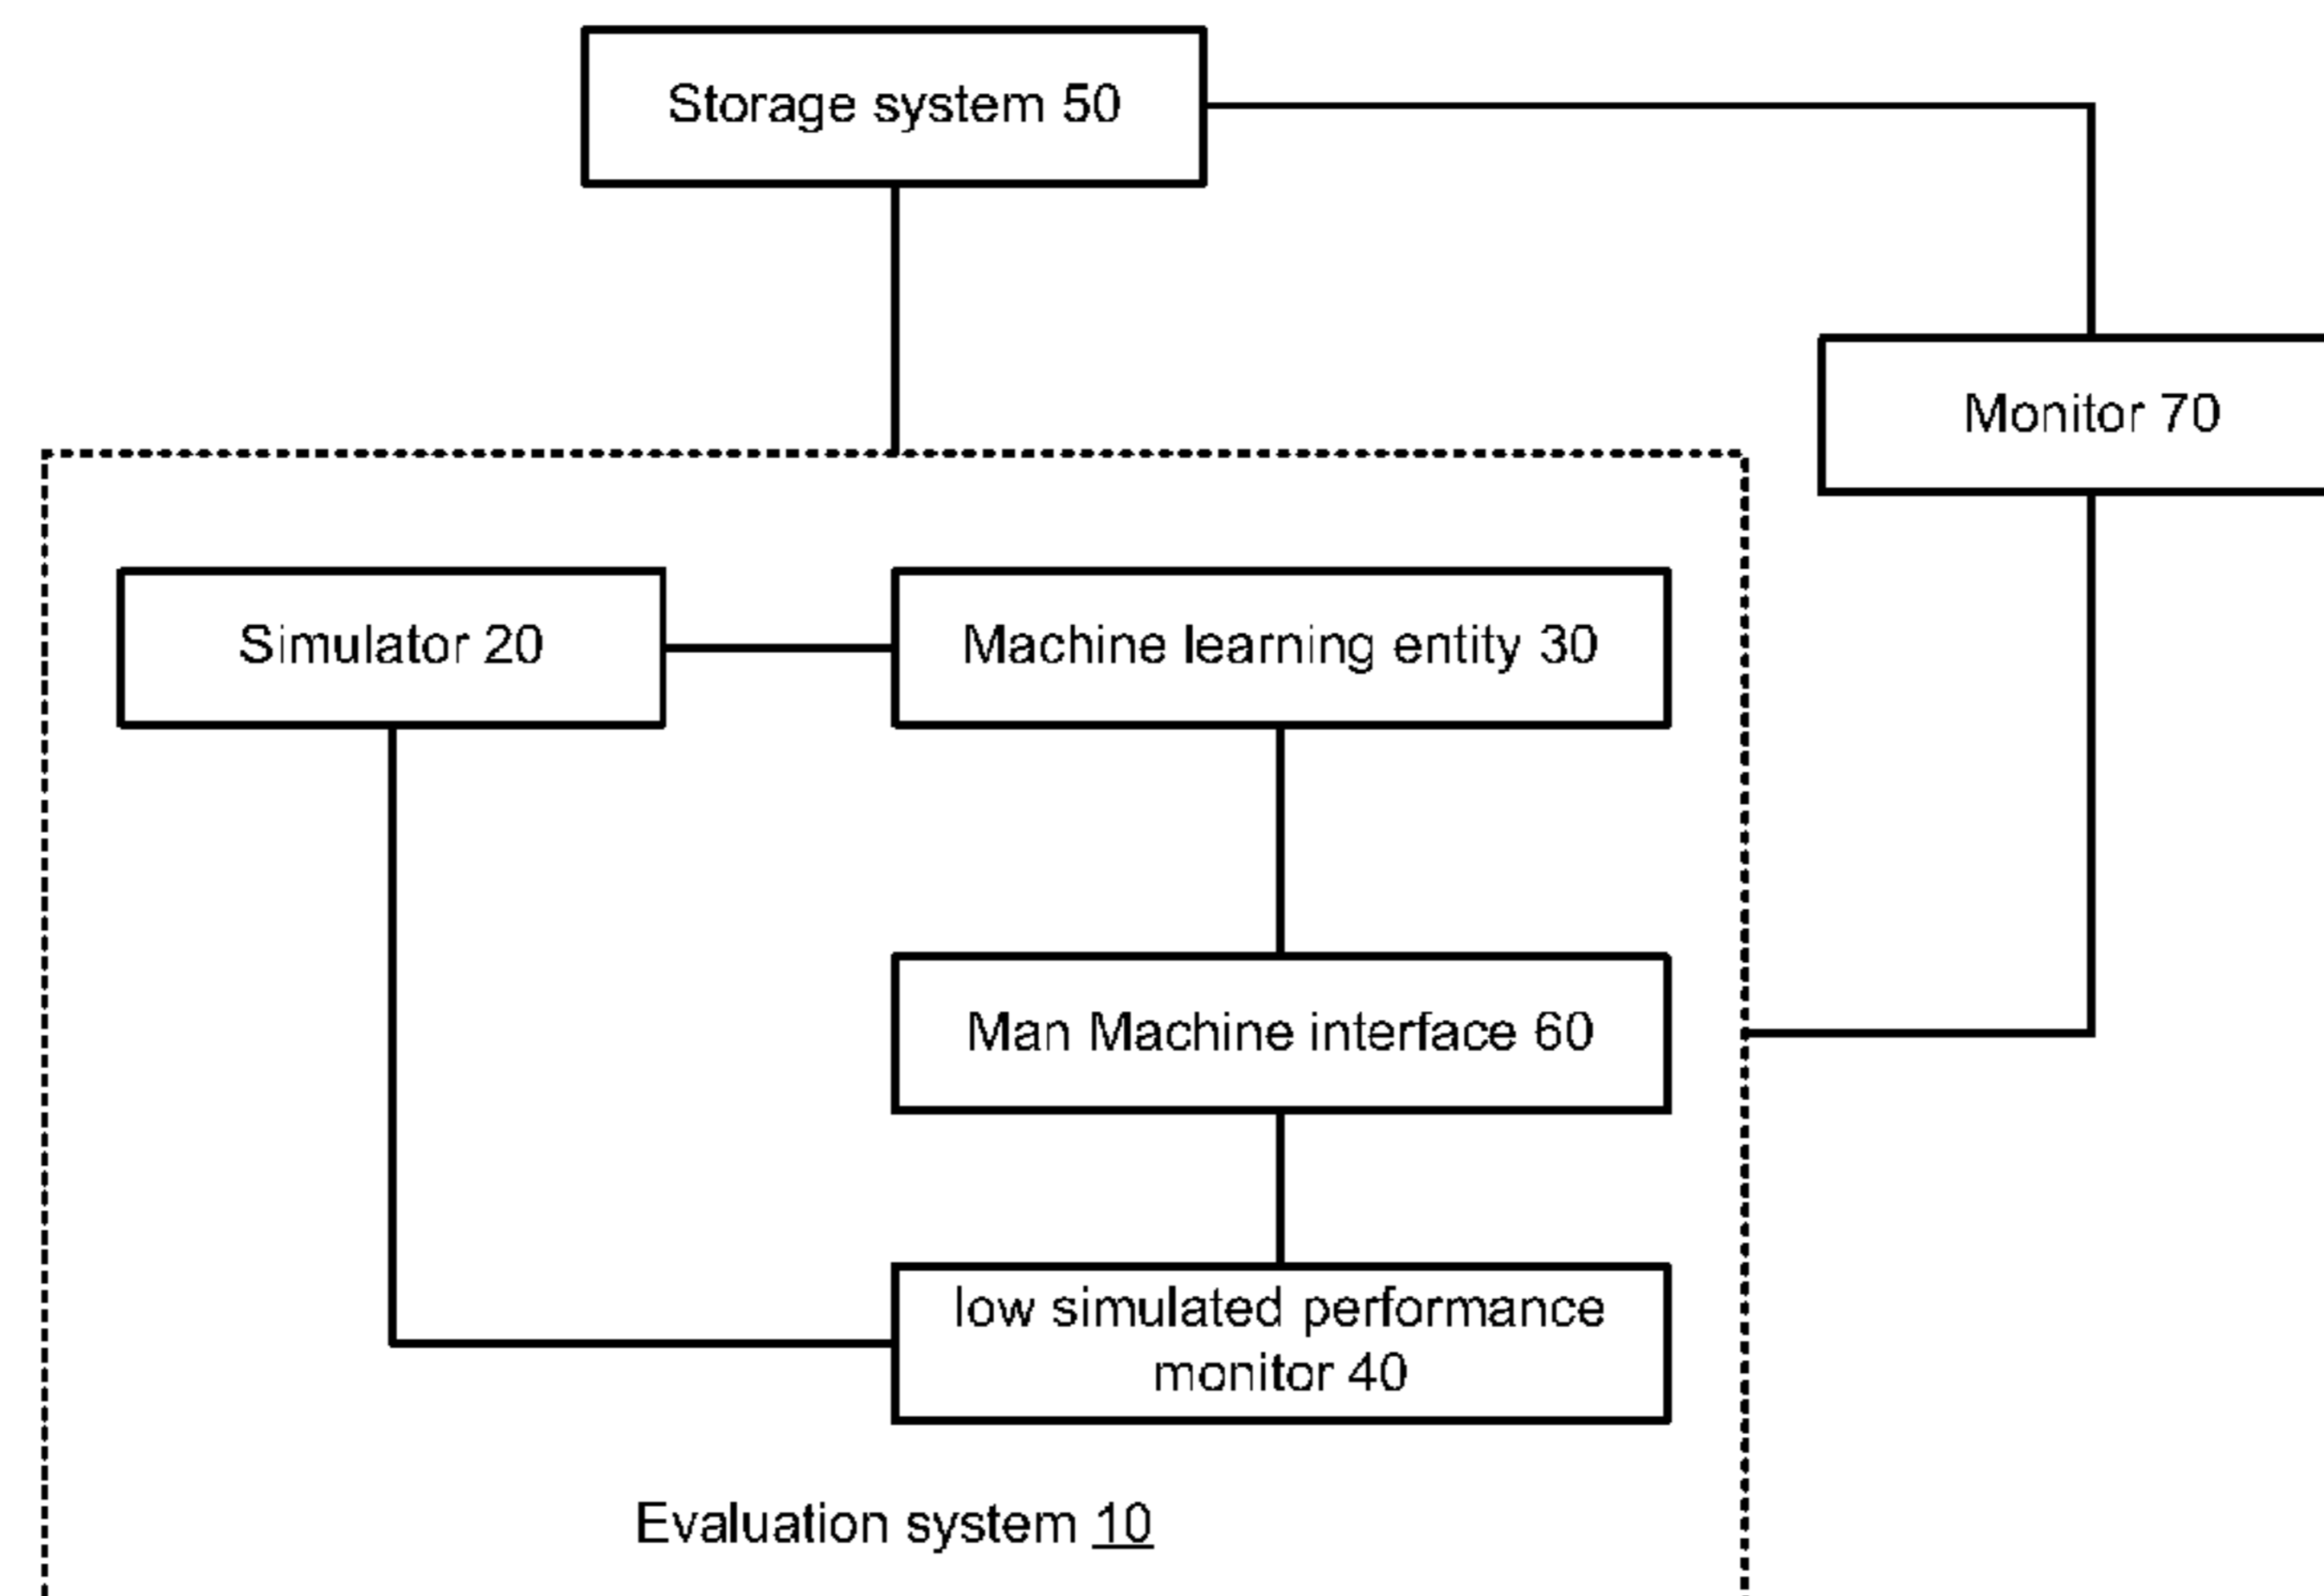 Storage system 50
Monitor 70
Simulator 20
Machine learning entity 30
Man Machine interface 60
low simulated performance
monitor 40
Evaluation system 10